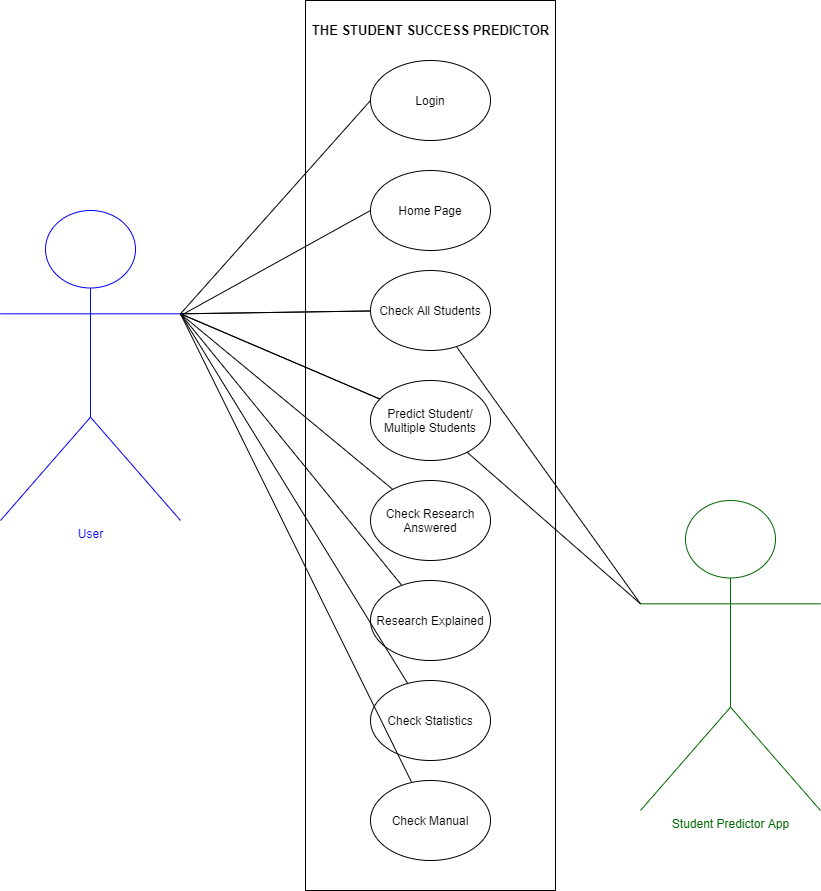 THE STUDENT SUCCESS PREDICTOR
Login
Home Page
Check All Students
Predict Student/
Multiple Students
Check Research
Answered
User
Research Explained
Check Statistics
Check Manual
Student Predictor App